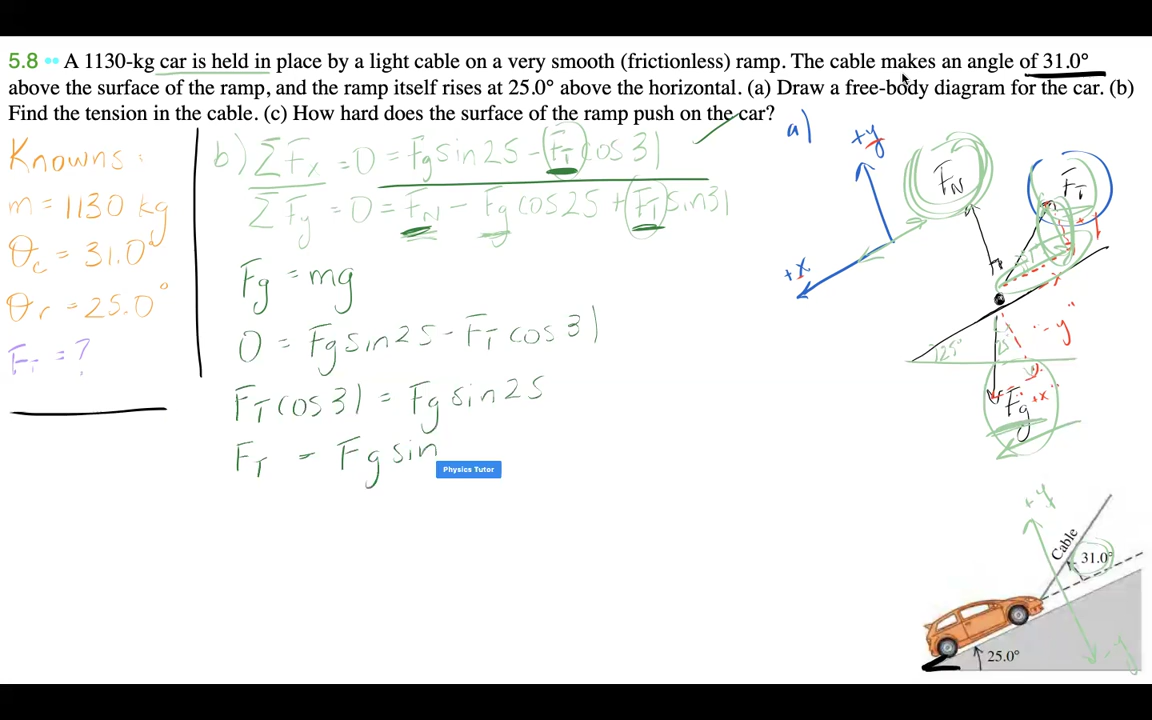 5.8 •• A 1130-kg car is held in place by a light cable on a very smooth (frictionless) ramp. The cable makes an angle of 31.0°
above the surface of the ramp, and the ramp itself rises at 25.0° above the horizontal. (a) Draw a free-body diagram for the car. (b)
Find the tension in the cable. (c) How hard does the surface of the ramp push on the car?
Knowns:
m = 1130 kg
θc = 31.0°
θr = 25.0°
FT = ?
b) ΣFx = 0 = Fg sin 25 - FT cos 31
ΣFy = 0 = FN - Fg cos 25 + FT sin 31
Fg = mg
0 = Fg sin 25 - FT cos 31
FT cos 31 = Fg sin 25
FT = Fg sin
Physics Tutor
a)
+y
+x
FN
FT
25°
25
"-y"
"+x"
Fg
+y
Cable
31.0°
25.0°
-y